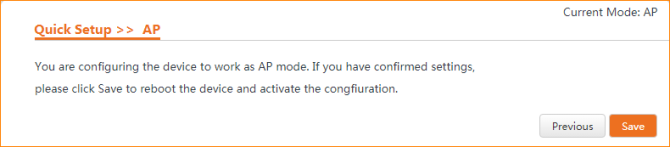 Current Mode: AP
Quick Setup >> AP
You are configuring the device to work as AP mode. If you have confirmed settings,
please click Save to reboot the device and activate the congfiuration.
Previous Save